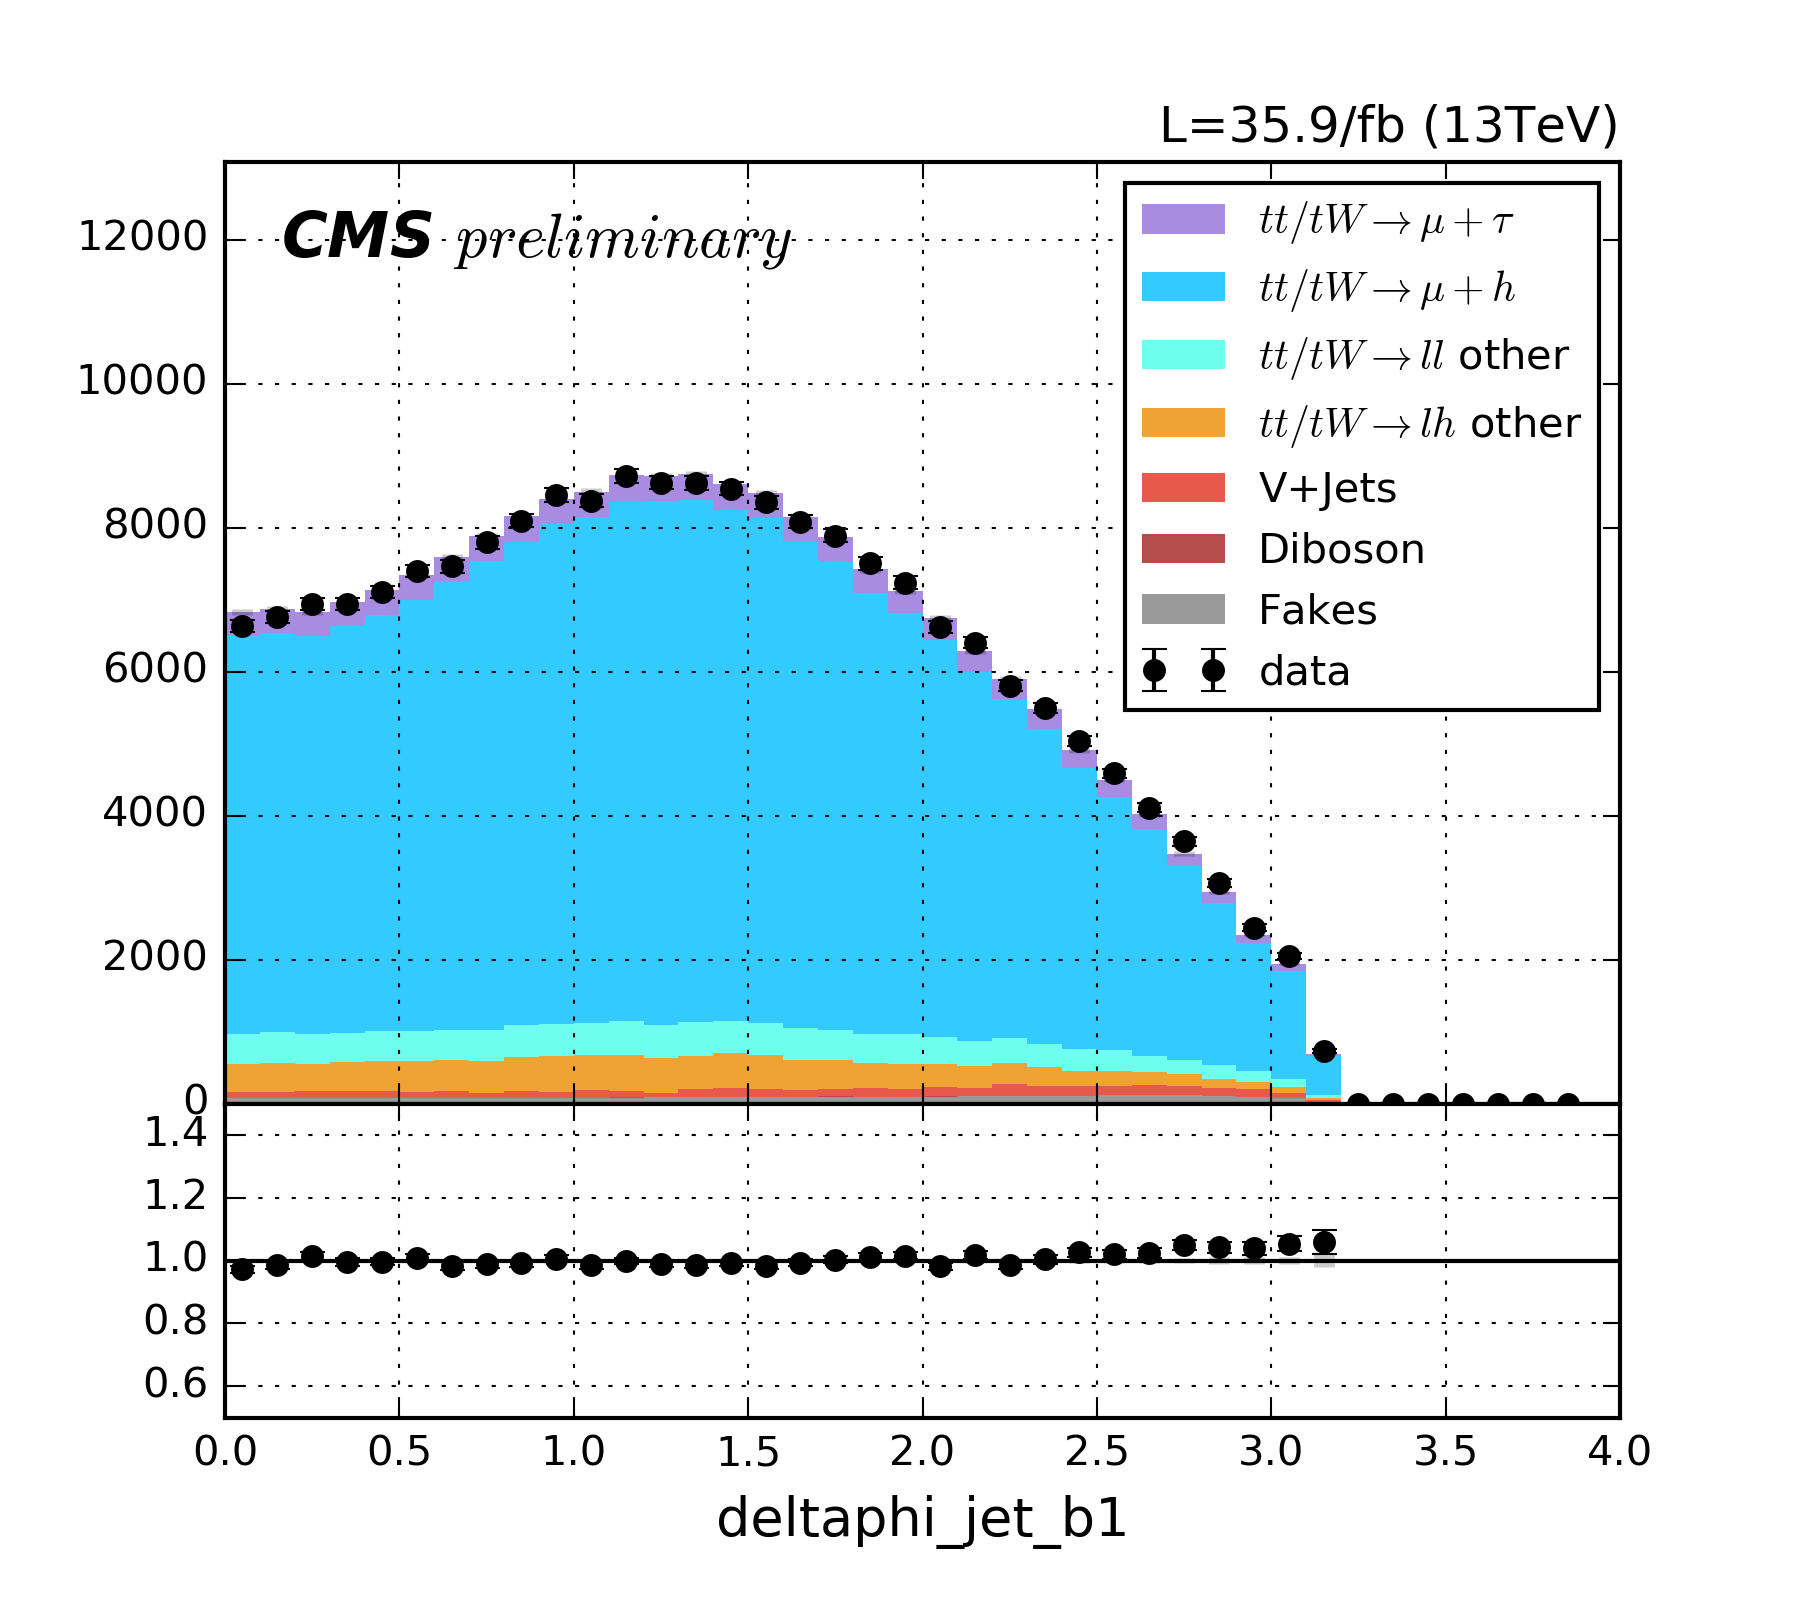 L=35.9/fb (13TeV)
CMS preliminary
12000
10000
8000
6000
4000
2000
0
tt/tW→μ+τ
tt/tW→μ+h
tt/tW→ll other
tt/tW→lh other
V+Jets
Diboson
Fakes
data
1.4
1.2
1.0
0.8
0.6
0.0 0.5 1.0 1.5 2.0 2.5 3.0 3.5 4.0
deltaphi_jet_b1